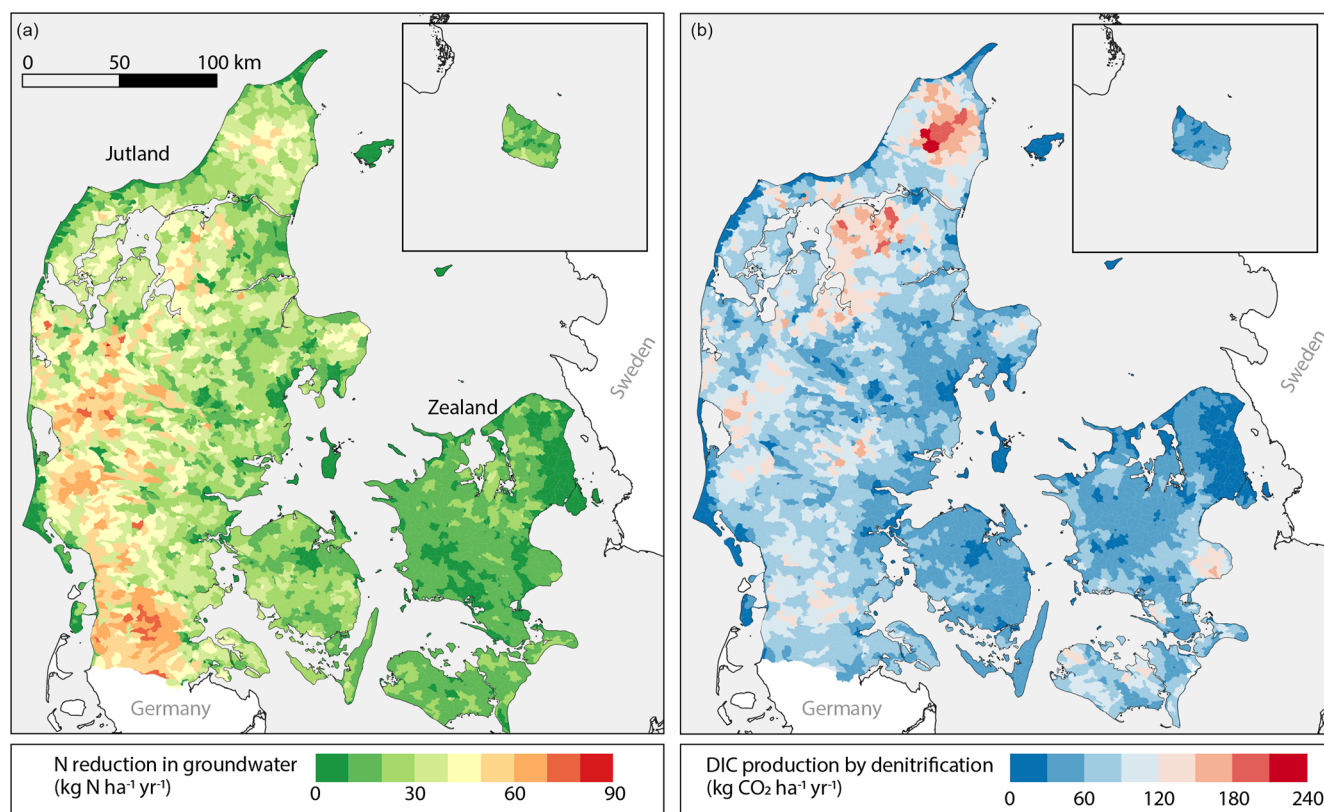 (a)
0 50 100 km
Jutland
Zealand
Sweden
Germany
N reduction in groundwater
(kg N ha⁻¹ yr⁻¹)
0 30 60 90
(b)
Sweden
Germany
DIC production by denitrification
(kg CO₂ ha⁻¹ yr⁻¹)
0 60 120 180 240